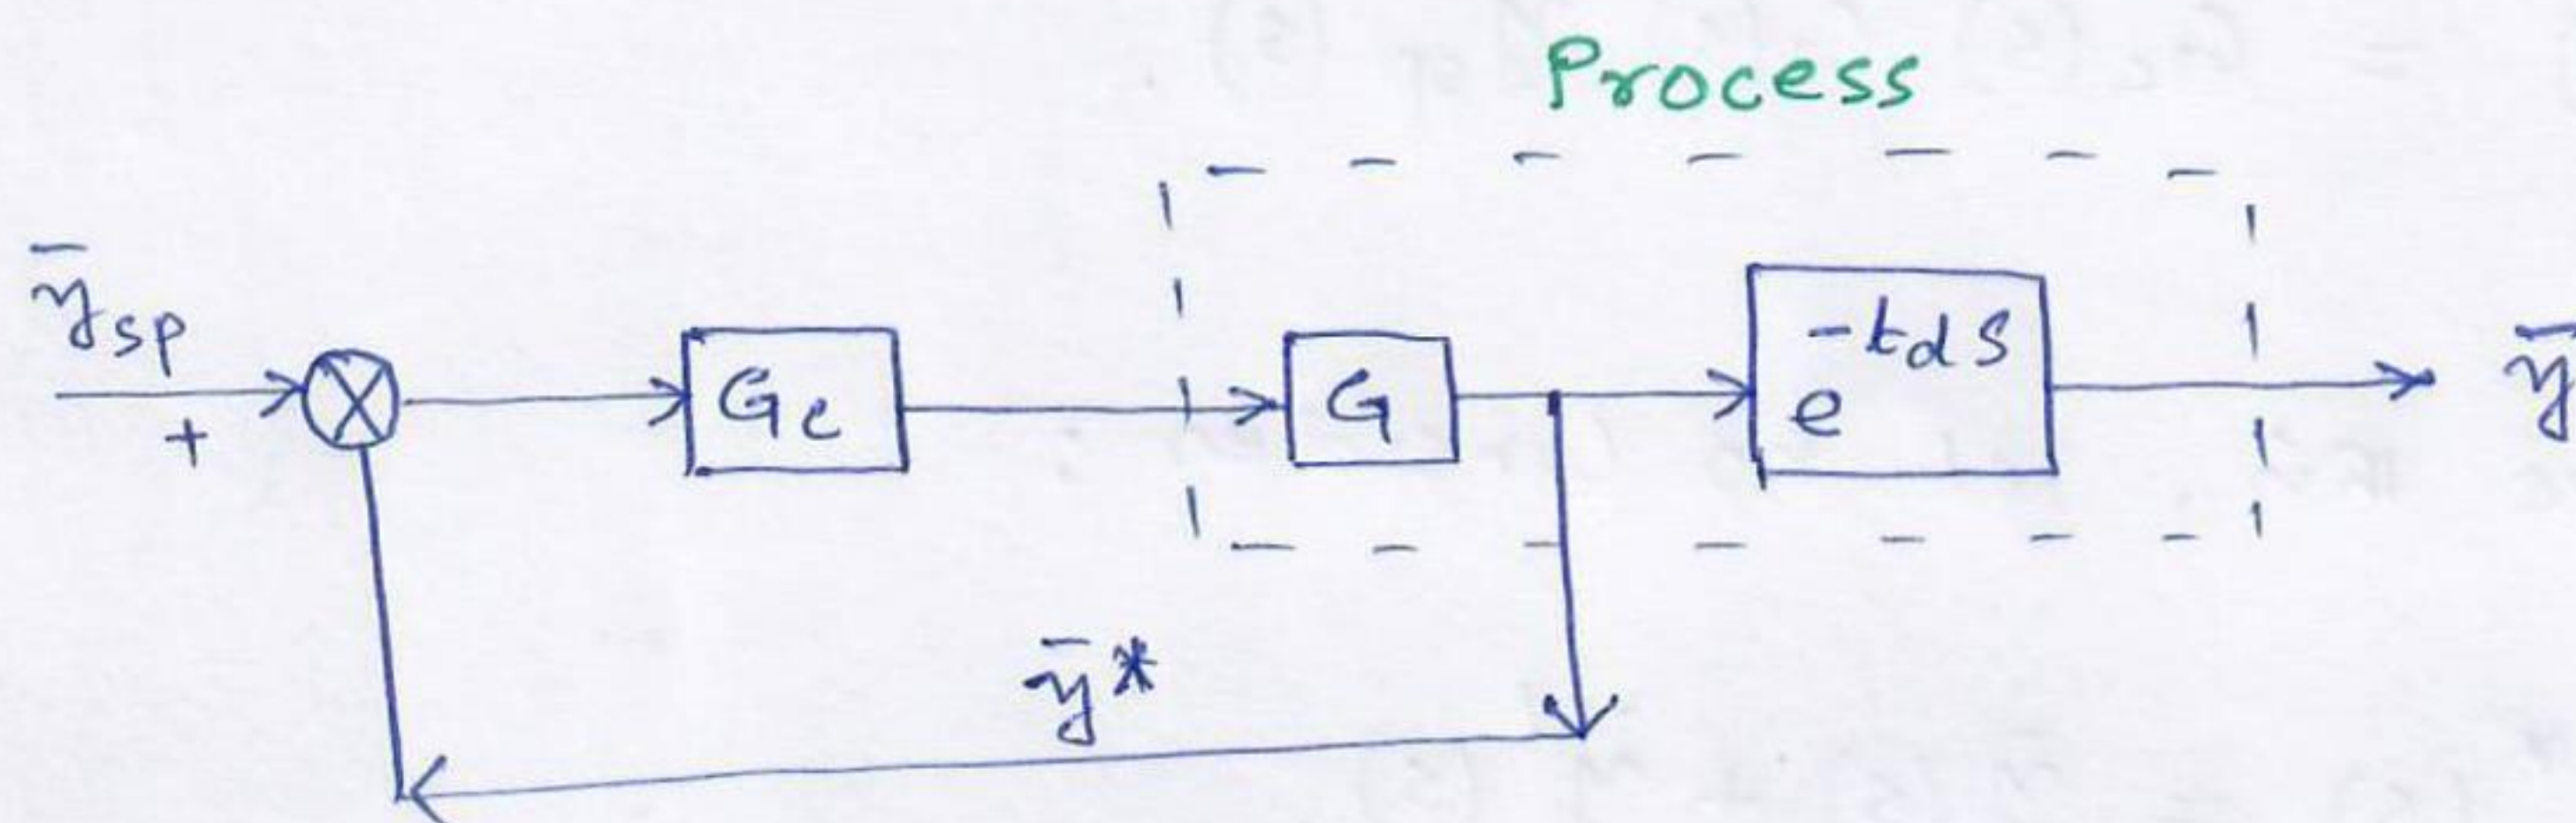 Process
ȳsp
+
Gc
G
e^-tds
ȳ
ȳ*